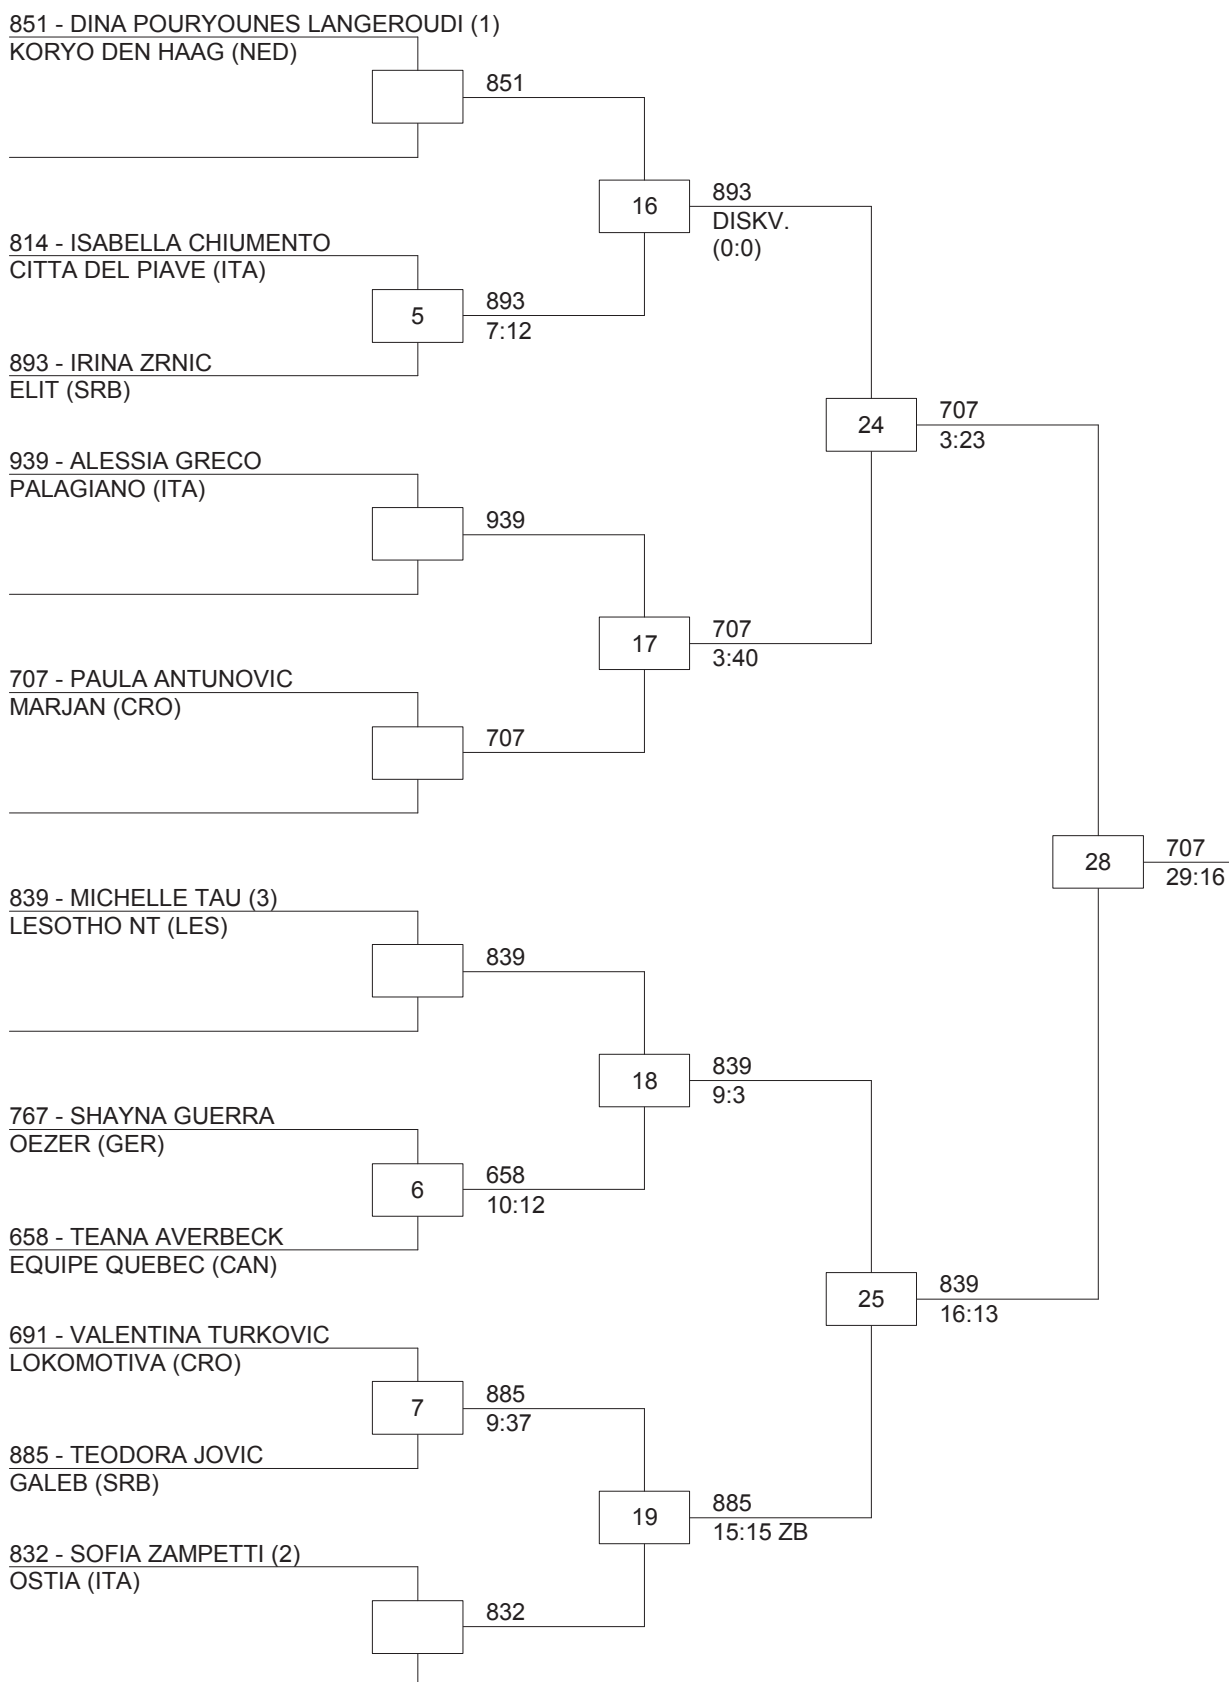 851 - DINA POURYOUNES LANGEROUDI (1)
KORYO DEN HAAG (NED)
851
16
893
DISKV.
(0:0)
814 - ISABELLA CHIUMENTO
CITTA DEL PIAVE (ITA)
5
893
7:12
893 - IRINA ZRNIC
ELIT (SRB)
24
707
3:23
939 - ALESSIA GRECO
PALAGIANO (ITA)
939
17
707
3:40
707 - PAULA ANTUNOVIC
MARJAN (CRO)
707
28
707
29:16
839 - MICHELLE TAU (3)
LESOTHO NT (LES)
839
18
839
9:3
767 - SHAYNA GUERRA
OEZER (GER)
6
658
10:12
658 - TEANA AVERBECK
EQUIPE QUEBEC (CAN)
25
839
16:13
691 - VALENTINA TURKOVIC
LOKOMOTIVA (CRO)
7
885
9:37
885 - TEODORA JOVIC
GALEB (SRB)
19
885
15:15 ZB
832 - SOFIA ZAMPETTI (2)
OSTIA (ITA)
832